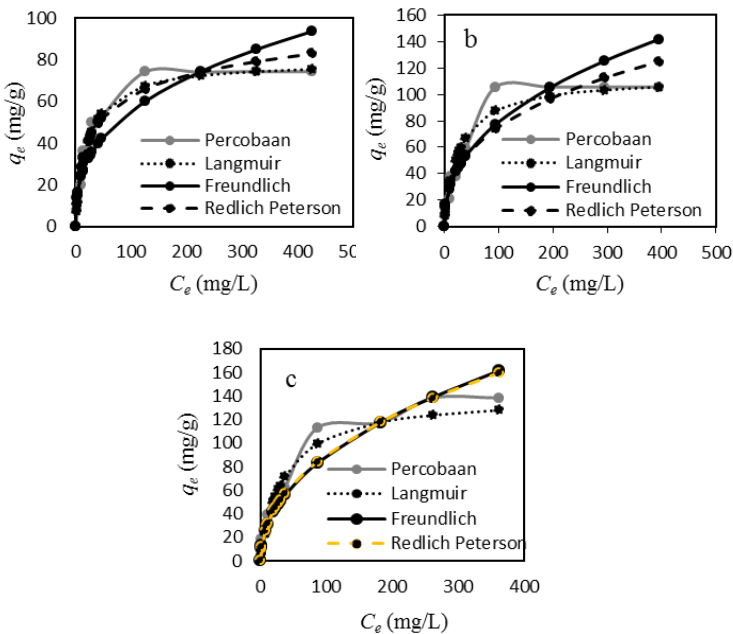 100
80
60
40
20
0
qe (mg/g)
Percobaan
Langmuir
Freundlich
Redlich Peterson
0 100 200 300 400 50
Ce (mg/L)
b
160
140
120
100
80
60
40
20
0
qe (mg/g)
Percobaan
Langmuir
Freundlich
Redlich Peterson
0 100 200 300 400 500
Ce (mg/L)
c
180
160
140
120
100
80
60
40
20
0
qe (mg/g)
Percobaan
Langmuir
Freundlich
Redlich Peterson
0 100 200 300 400
Ce (mg/L)